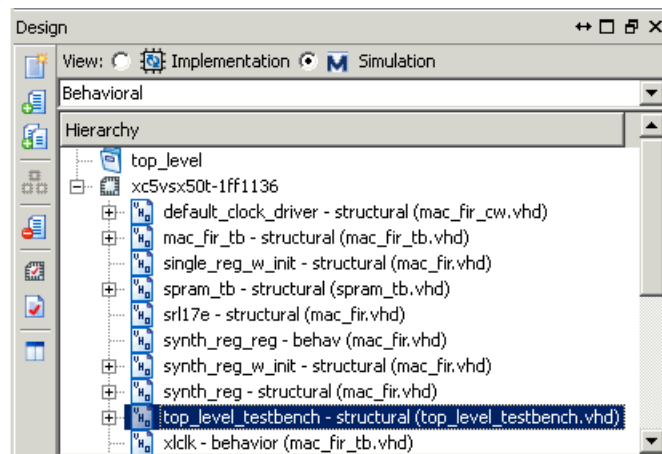 Design
View: Implementation Simulation
Behavioral
Hierarchy
top_level
xc5vsx50t-1ff1136
default_clock_driver - structural (mac_fir_cw.vhd)
mac_fir_tb - structural (mac_fir_tb.vhd)
single_reg_w_init - structural (mac_fir.vhd)
spram_tb - structural (spram_tb.vhd)
srl17e - structural (mac_fir.vhd)
synth_reg_reg - behav (mac_fir.vhd)
synth_reg_w_init - structural (mac_fir.vhd)
synth_reg - structural (mac_fir.vhd)
top_level_testbench - structural (top_level_testbench.vhd)
xlclk - behavior (mac_fir_tb.vhd)